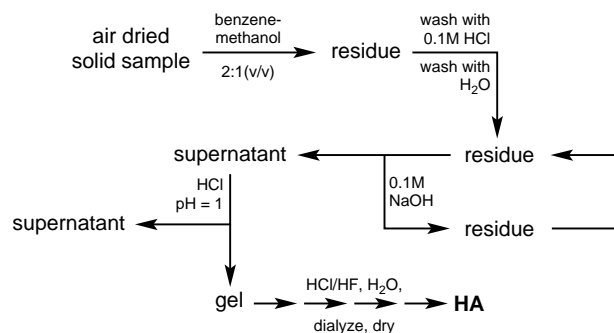 air dried
solid sample
benzene-
methanol
2:1(v/v)
residue
wash with
0.1M HCl
wash with
H₂O
supernatant
residue
HCl
pH = 1
0.1M
NaOH
supernatant
residue
gel
HCl/HF, H₂O,
dialyze, dry
HA